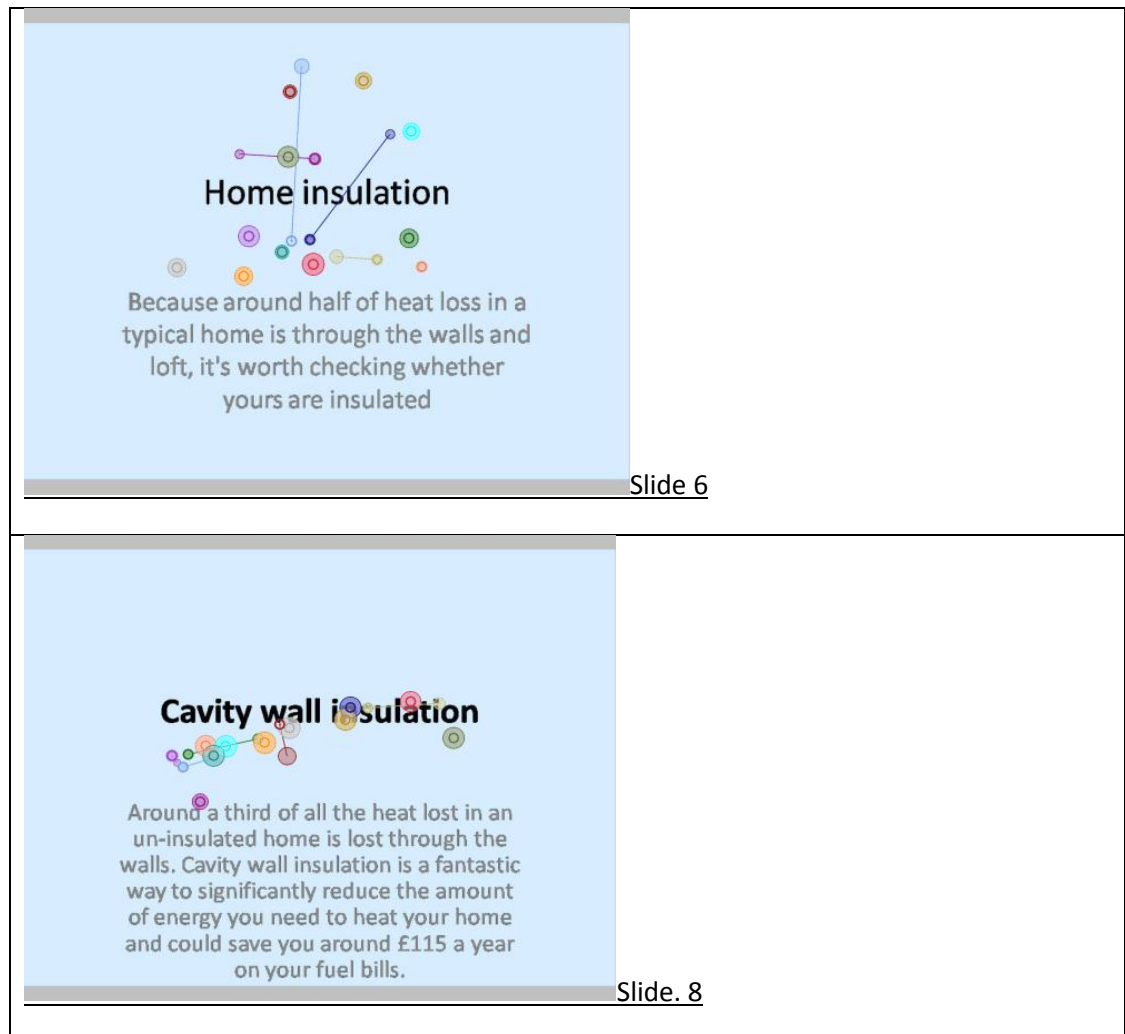 Home insulation
Because around half of heat loss in a
typical home is through the walls and
loft, it's worth checking whether
yours are insulated
Slide 6
Cavity wall insulation
Around a third of all the heat lost in an
un-insulated home is lost through the
walls. Cavity wall insulation is a fantastic
way to significantly reduce the amount
of energy you need to heat your home
and could save you around £115 a year
on your fuel bills.
Slide. 8